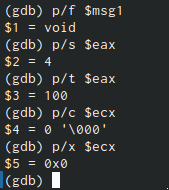 (gdb) p/f $msg1
$1 = void
(gdb) p/s $eax
$2 = 4
(gdb) p/t $eax
$3 = 100
(gdb) p/c $ecx
$4 = 0 '\000'
(gdb) p/x $ecx
$5 = 0x0
(gdb)